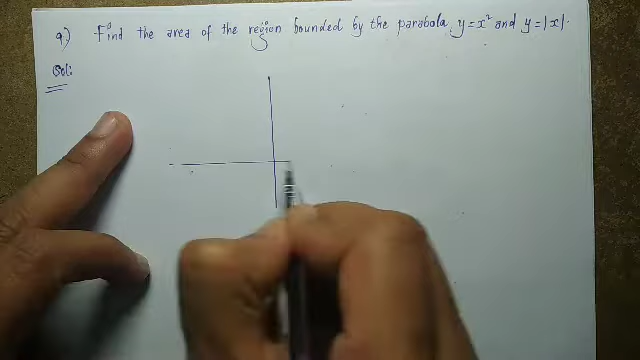 9) Find the area of the region bounded by the parabola y = x² and y = |x|.
Sol: